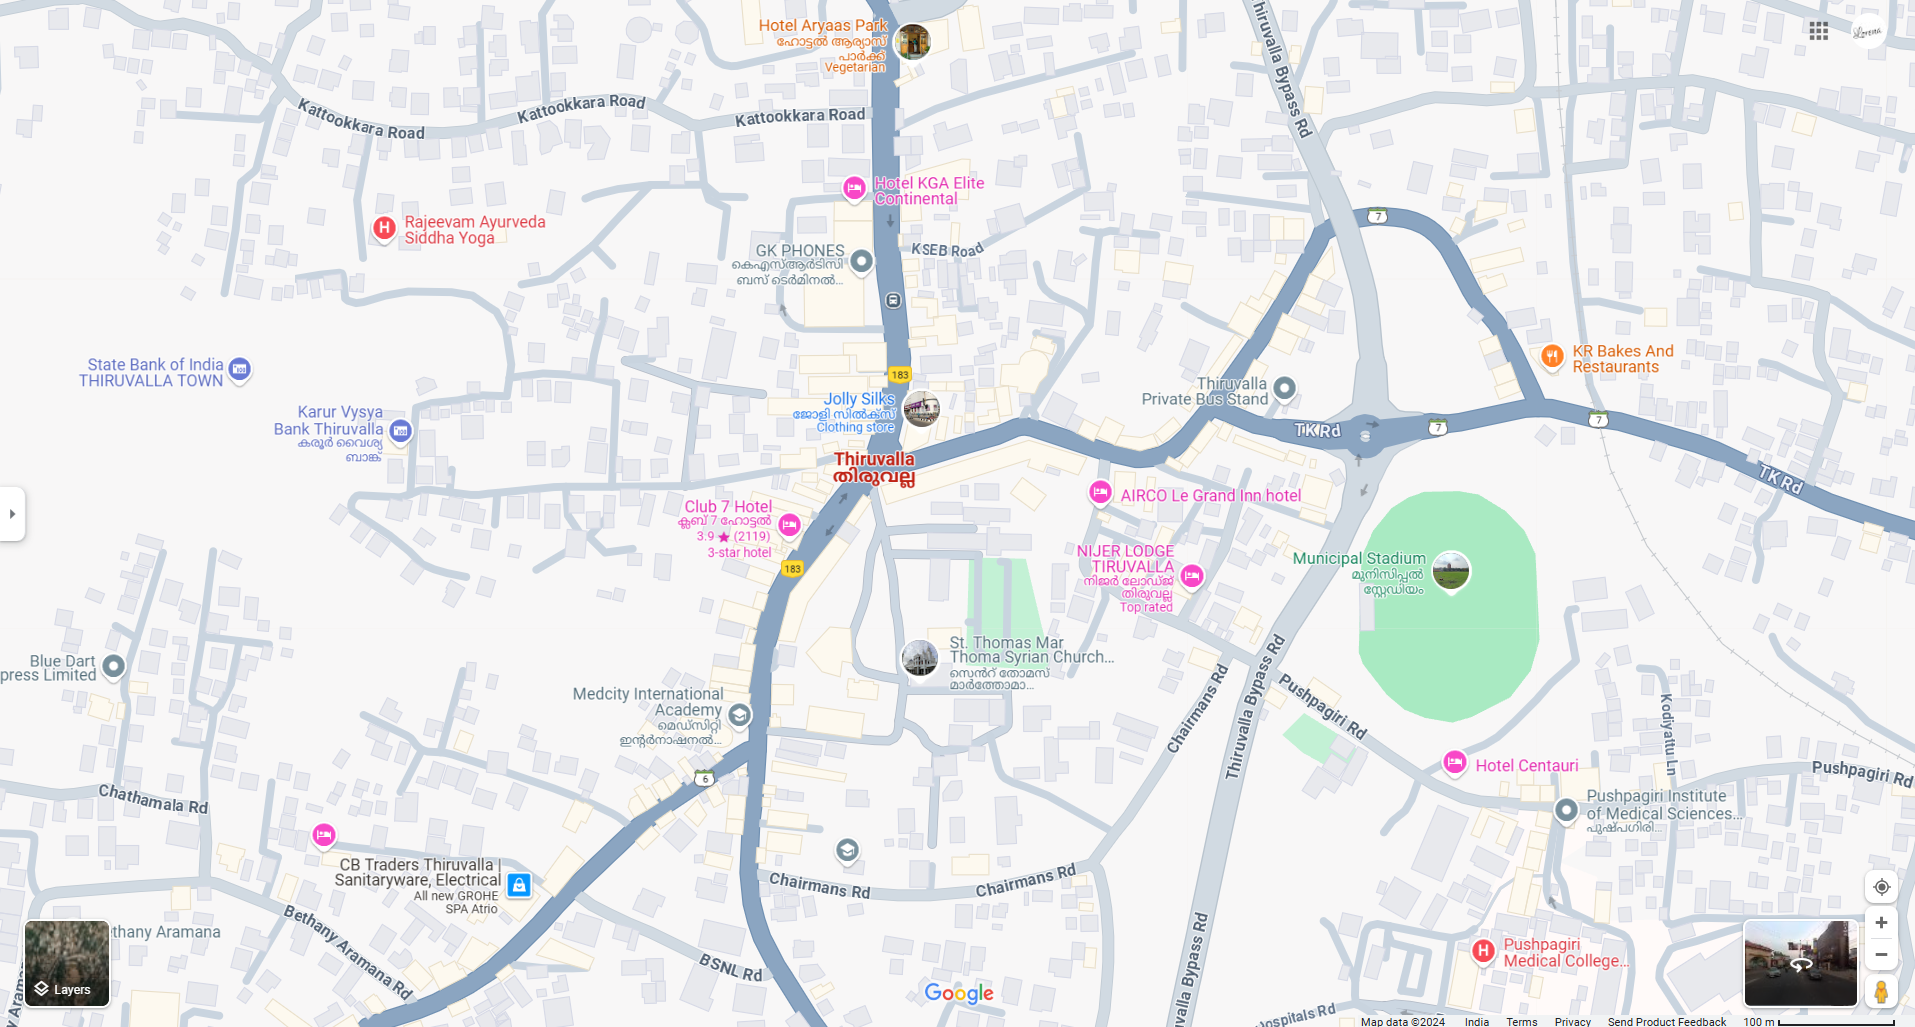 Hotel Aryaas Park
ഹോട്ടൽ ആര്യാസ്
പാർക്ക്
Vegetarian
Thiruvalla Bypass Rd
Lorena
Kattookkara Road
Kattookkara Road
Kattookkara Road
Hotel KGA Elite
Continental
Rajeevam Ayurveda
Siddha Yoga
7
GK PHONES
കെഎസ്ആർടിസി
ബസ് ടെർമിനൽ...
KSEB Road
State Bank of India
THIRUVALLA TOWN
183
KR Bakes And
Restaurants
Thiruvalla
Private Bus Stand
Jolly Silks
ജോളി സിൽക്സ്
Clothing store
Karur Vysya
Bank Thiruvalla
കരൂർ വൈശ്യ
ബാങ്ക്
TK Rd
7
7
Thiruvalla
തിരുവല്ല
TK Rd
AIRCO Le Grand Inn hotel
Club 7 Hotel
ക്ലബ് 7 ഹോട്ടൽ
3.9 ★ (2119)
3-star hotel
183
NIJER LODGE
TIRUVALLA
നിജർ ലോഡ്ജ്
തിരുവല്ല
Top rated
Municipal Stadium
മുനിസിപ്പൽ
സ്റ്റേഡിയം
St. Thomas Mar
Thoma Syrian Church...
സെന്റ് തോമസ്
മാർത്തോമാ...
Blue Dart
press Limited
Medcity International
Academy
മെഡ്സിറ്റി
ഇന്റർനാഷനൽ...
Chairmans Rd
Thiruvalla Bypass Rd
Pushpagiri Rd
Kodiyattu Ln
6
Hotel Centauri
Pushpagiri Rd
Chathamala Rd
Pushpagiri Institute
of Medical Sciences...
പുഷ്പഗിരി...
CB Traders Thiruvalla |
Sanitaryware, Electrical
All new GROHE
SPA Atrio
Chairmans Rd
Chairmans Rd
Bethany Aramana Rd
thany Aramana
Pushpagiri
Medical College...
BSNL Rd
Layers
Google
ruvalla Bypass Rd
ospitals Rd
Map data ©2024
India
Terms
Privacy
Send Product Feedback
100 m